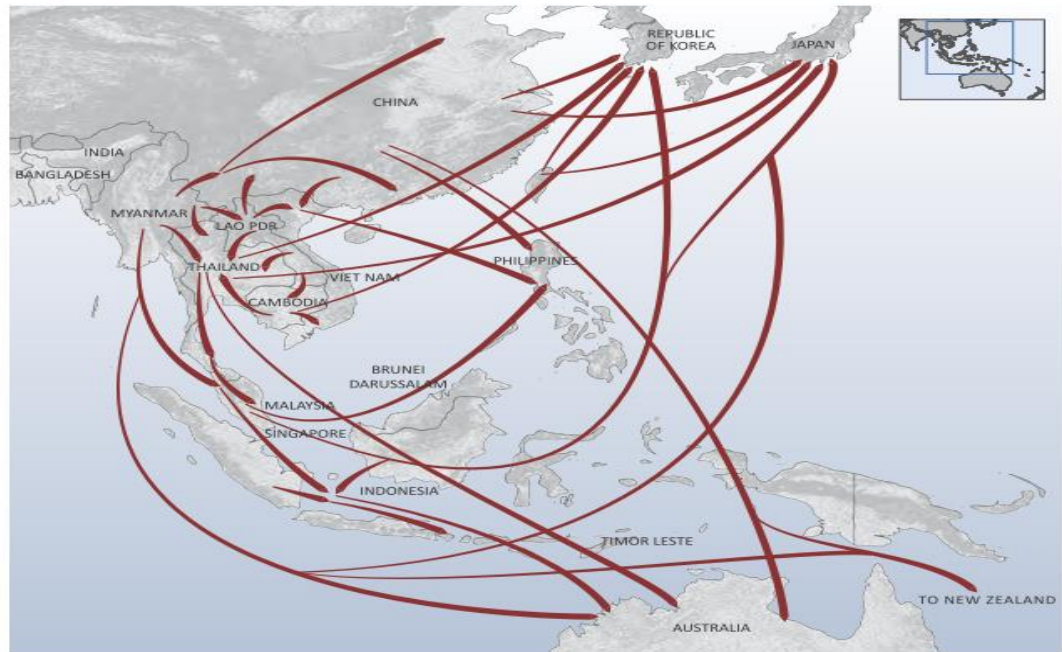 REPUBLIC
OF KOREA
JAPAN
CHINA
INDIA
BANGLADESH
MYANMAR
LAO PDR
THAILAND
VIET NAM
PHILIPPINES
CAMBODIA
BRUNEI
DARUSSALAM
MALAYSIA
SINGAPORE
INDONESIA
TIMOR LESTE
TO NEW ZEALAND
AUSTRALIA